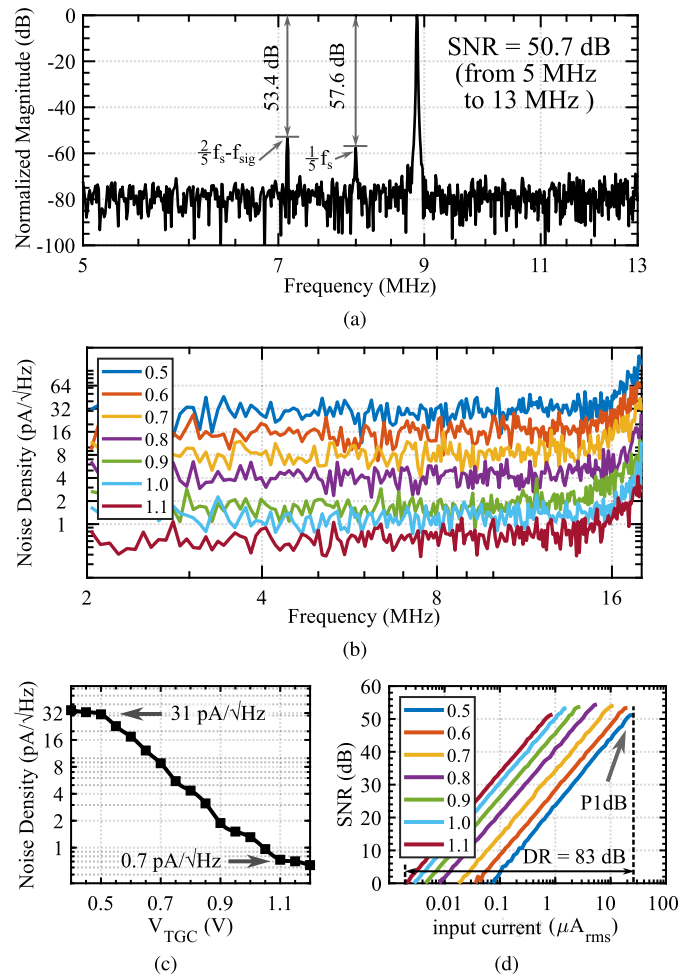 SNR = 50.7 dB
(from 5 MHz
to 13 MHz )
53.4 dB
57.6 dB
2/5 fs-fsig
1/5 fs
Normalized Magnitude (dB)
0
-20
-40
-60
-80
-100
5
7
9
11
13
Frequency (MHz)
(a)
Noise Density (pA/√Hz)
64
32
16
8
4
2
1
0.5
0.6
0.7
0.8
0.9
1.0
1.1
2
4
8
16
Frequency (MHz)
(b)
Noise Density (pA/√Hz)
32
16
8
4
2
1
31 pA/√Hz
0.7 pA/√Hz
0.5
0.7
0.9
1.1
VTGC (V)
(c)
SNR (dB)
60
50
40
30
20
10
0
0.5
0.6
0.7
0.8
0.9
1.0
1.1
P1dB
DR = 83 dB
0.01
0.1
1
10
100
input current (μArms)
(d)